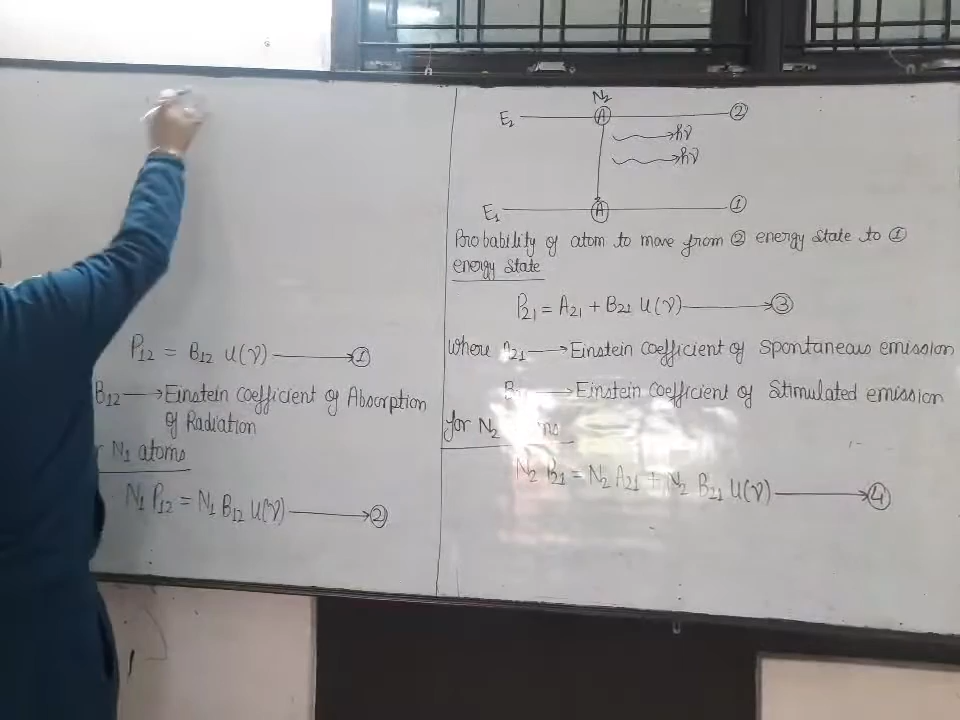 P12 = B12 u(ν) ⟶ ①
B12 ⟶ Einstein coefficient of Absorption
of Radiation
N1 atoms
N1 P12 = N1 B12 u(ν) ⟶ ②
N2
E2 Ⓐ ②
hν
hν
E1 Ⓐ ①
Probability of atom to move from ② energy state to ①
energy state
P21 = A21 + B21 u(ν) ⟶ ③
where A21 ⟶ Einstein coefficient of Spontaneous emission
⟶ Einstein coefficient of Stimulated emission
for N2
N2 P21 = N2 A21 + N2 B21 u(ν) ⟶ ④